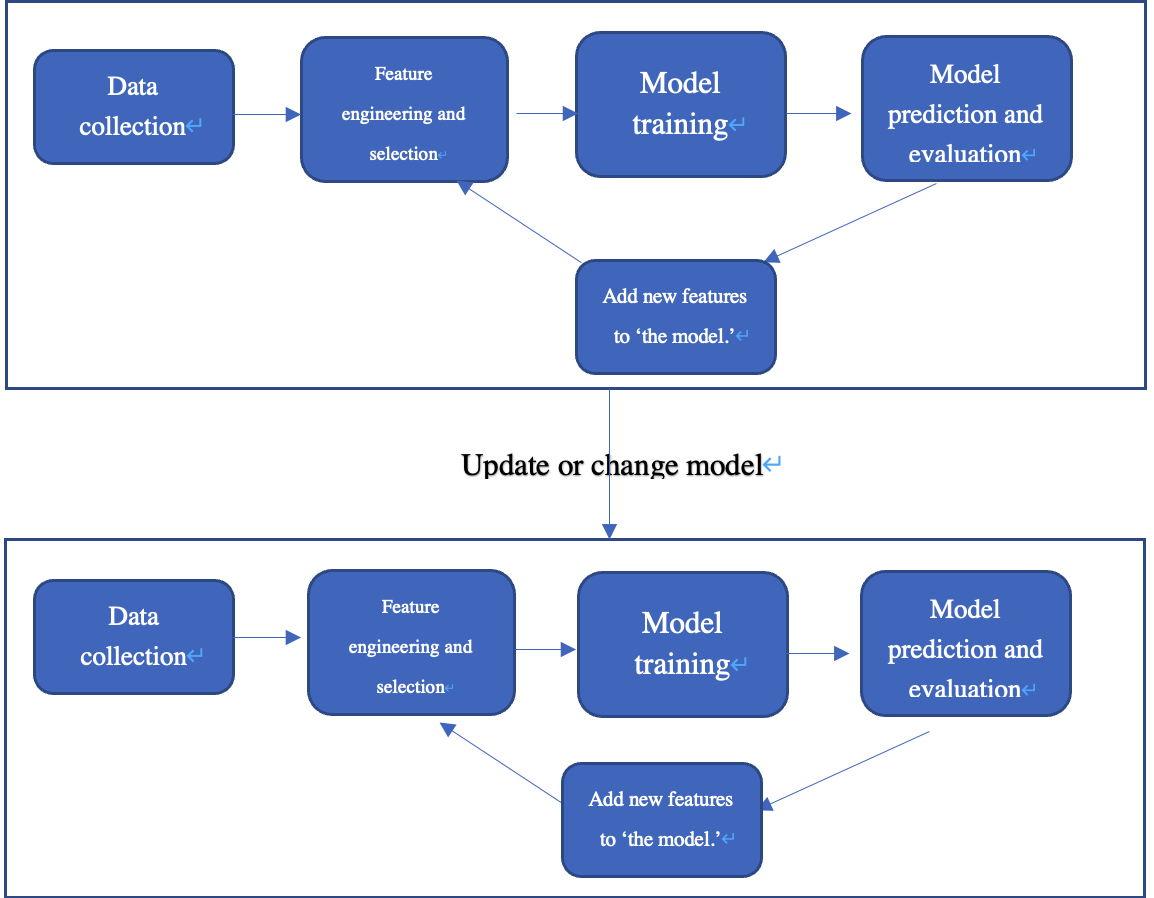 Data
collection↵
Feature
engineering and
selection↵
Model
training↵
Model
prediction and
evaluation↵
Add new features
to ‘the model.’↵
Update or change model↵
Data
collection↵
Feature
engineering and
selection↵
Model
training↵
Model
prediction and
evaluation↵
Add new features
to ‘the model.’↵